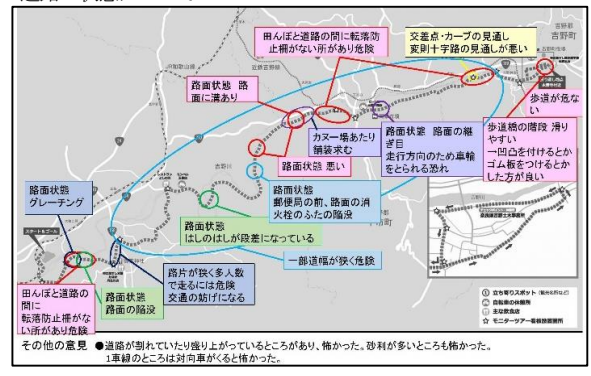 田んぼと道路の間に転落防
止柵がない所があり危険
交差点・カーブの見通し
変則十字路の見通しが悪い
吉野町
路面状態 路
面に溝あり
カヌー場あたり
舗装求む
路面状態 路面の継
ぎ目
走行方向のため車輪
をとられる恐れ
歩道が危な
い
歩道橋の階段 滑り
やすい
ー凹凸を付けるとか
ゴム板をつけるとか
した方が良い
路面状態 悪い
路面状態
グレーチング
路面状態
郵便局の前、路面の消
火栓のふたの陥没
路面状態
はしのはしが段差になっている
一部道幅が狭く危険
スタート&ゴール
田んぼと道路の
間に
転落防止柵がな
い所があり危険
路面状態
路面の陥没
路片が狭く多人数
で走るには危険
交通の妨げになる
立ち寄りスポット
自転車の休憩所
主な飲食店
モニターツアー看板設置箇所
その他の意見 ●道路が割れていたり盛り上がっているところがあり、怖かった。砂利が多いところも怖かった。
1車線のところは対向車がくると怖かった。